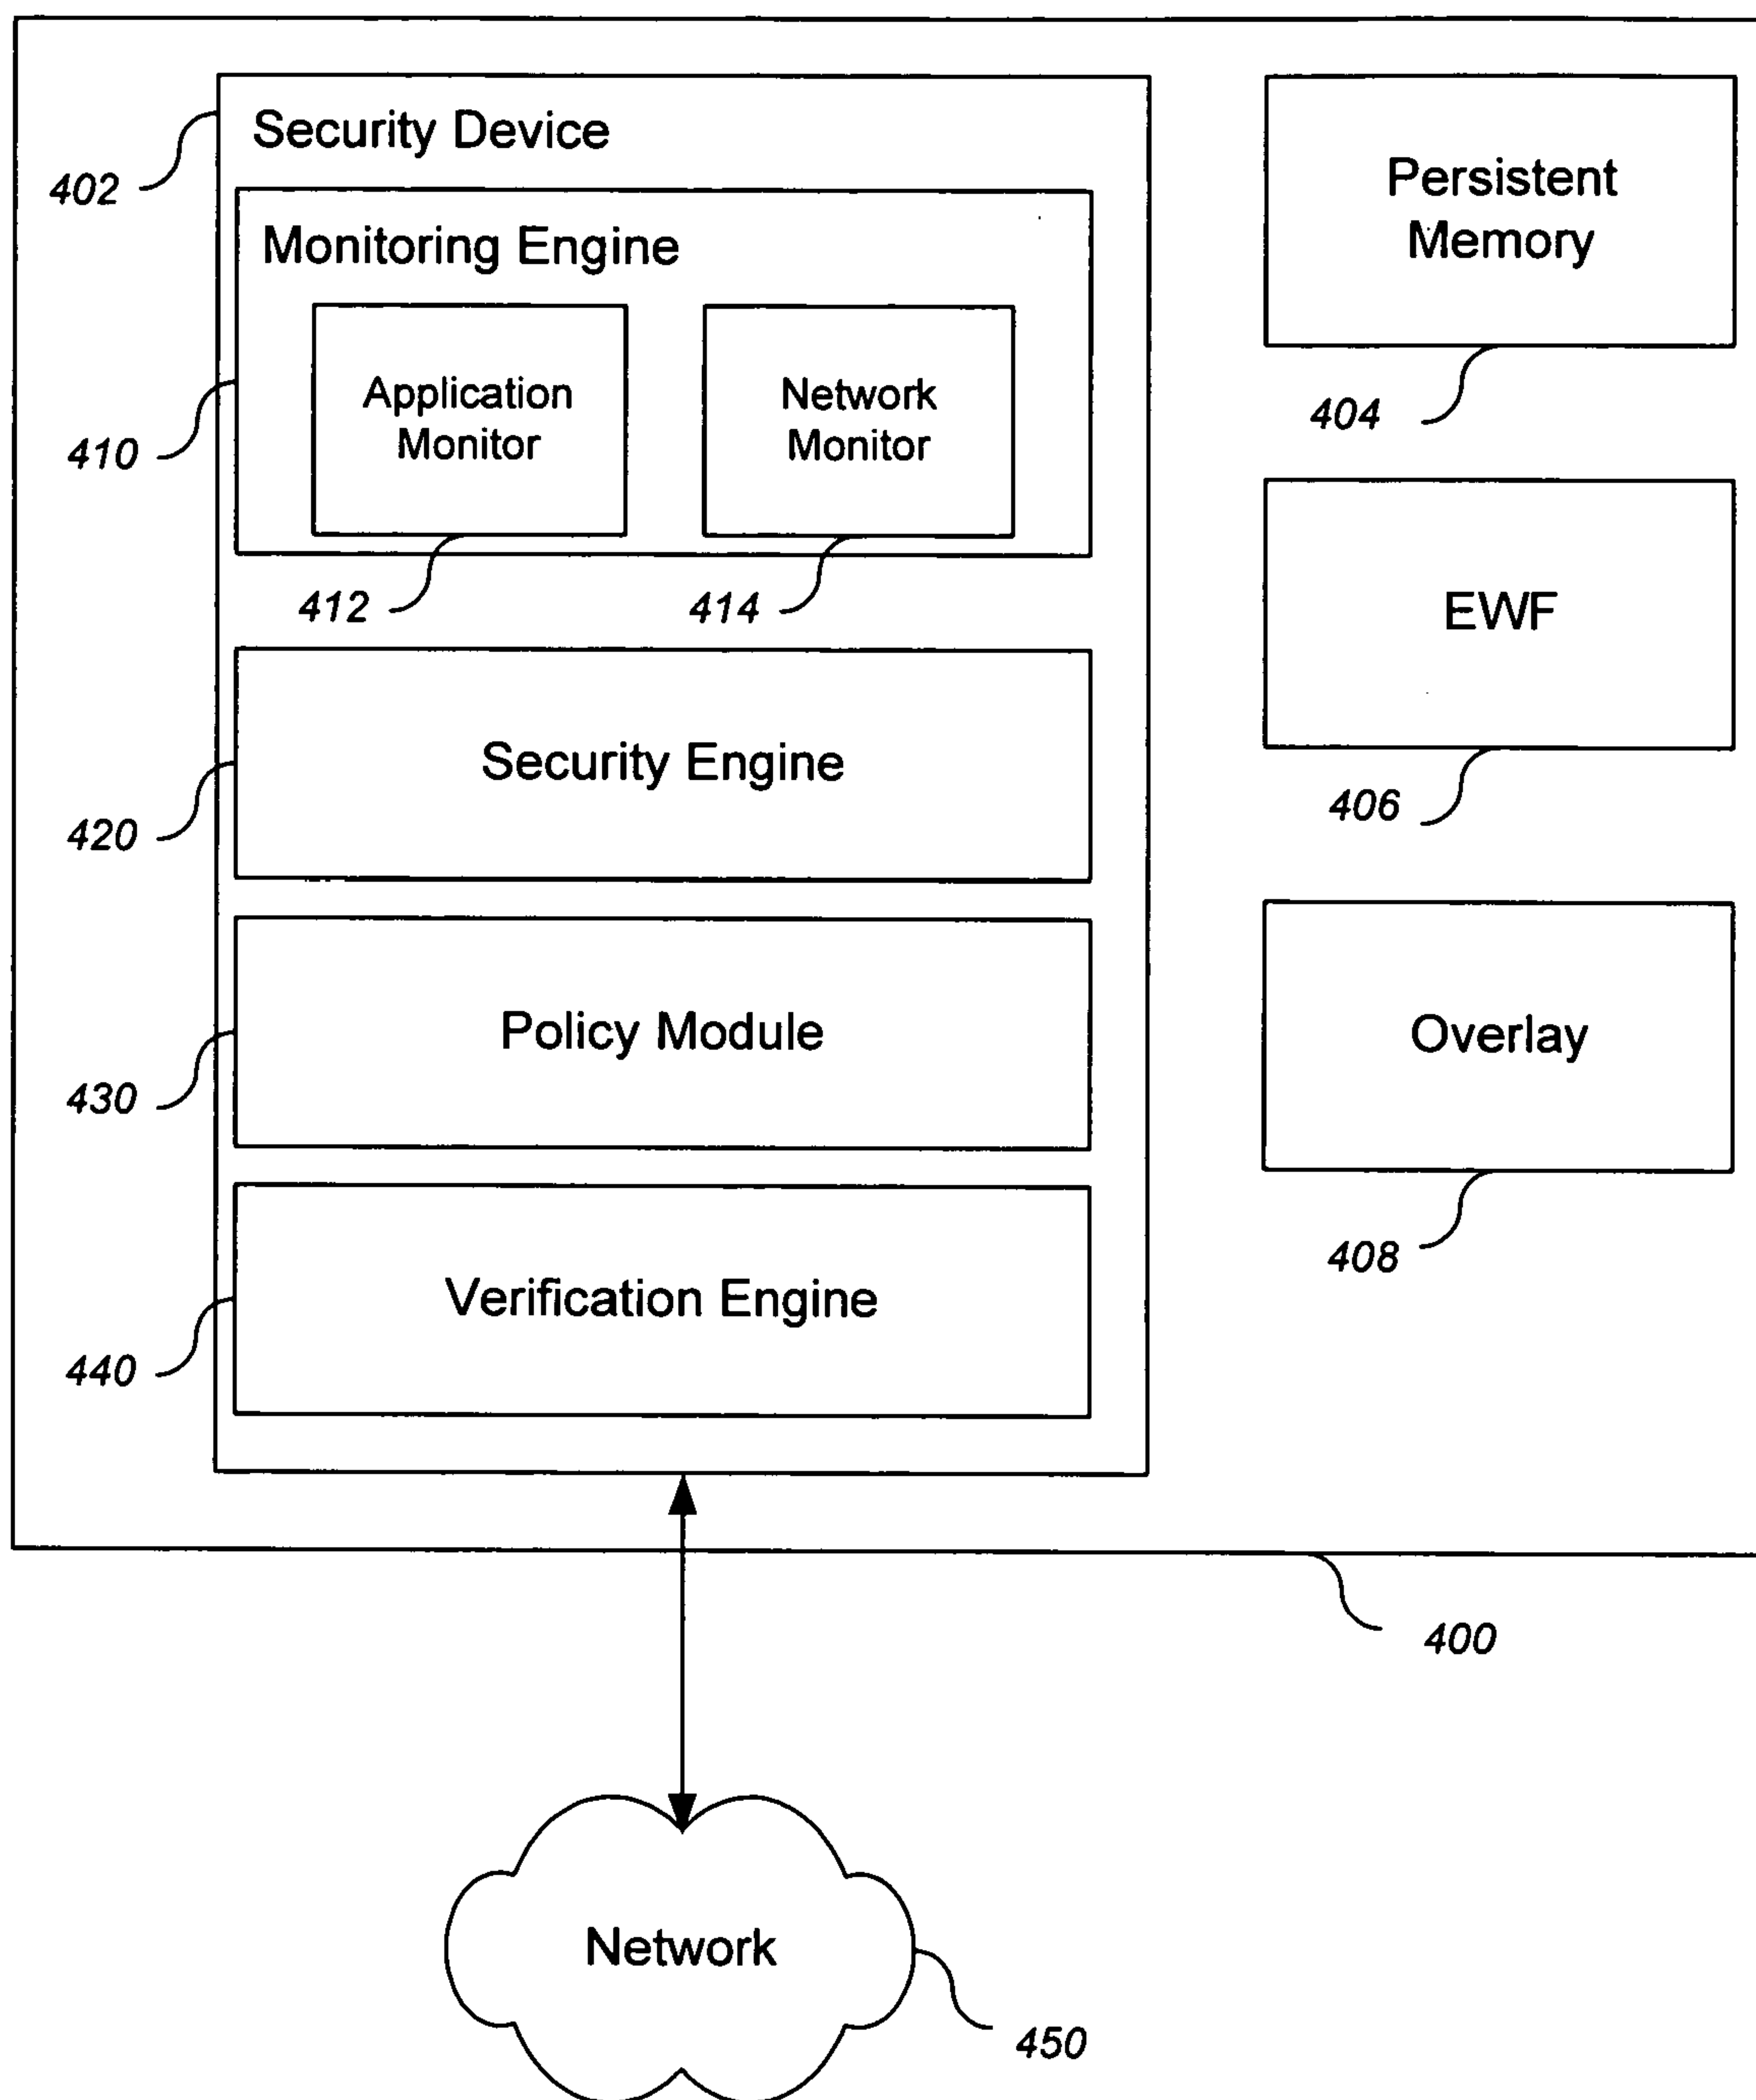 Security Device
402
Monitoring Engine
Application
Monitor
Network
Monitor
410
412
414
Security Engine
420
Policy Module
430
Verification Engine
440
Persistent
Memory
404
EWF
406
Overlay
408
400
Network
450